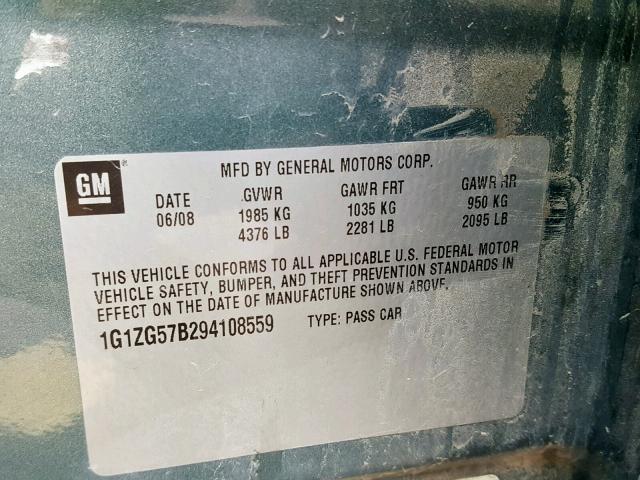 GM
MFD BY GENERAL MOTORS CORP.
DATE GVWR GAWR FRT GAWR RR
06/08 1985 KG 1035 KG 950 KG
4376 LB 2281 LB 2095 LB
THIS VEHICLE CONFORMS TO ALL APPLICABLE U.S. FEDERAL MOTOR
VEHICLE SAFETY, BUMPER, AND THEFT PREVENTION STANDARDS IN
EFFECT ON THE DATE OF MANUFACTURE SHOWN ABOVE.
1G1ZG57B294108559 TYPE: PASS CAR